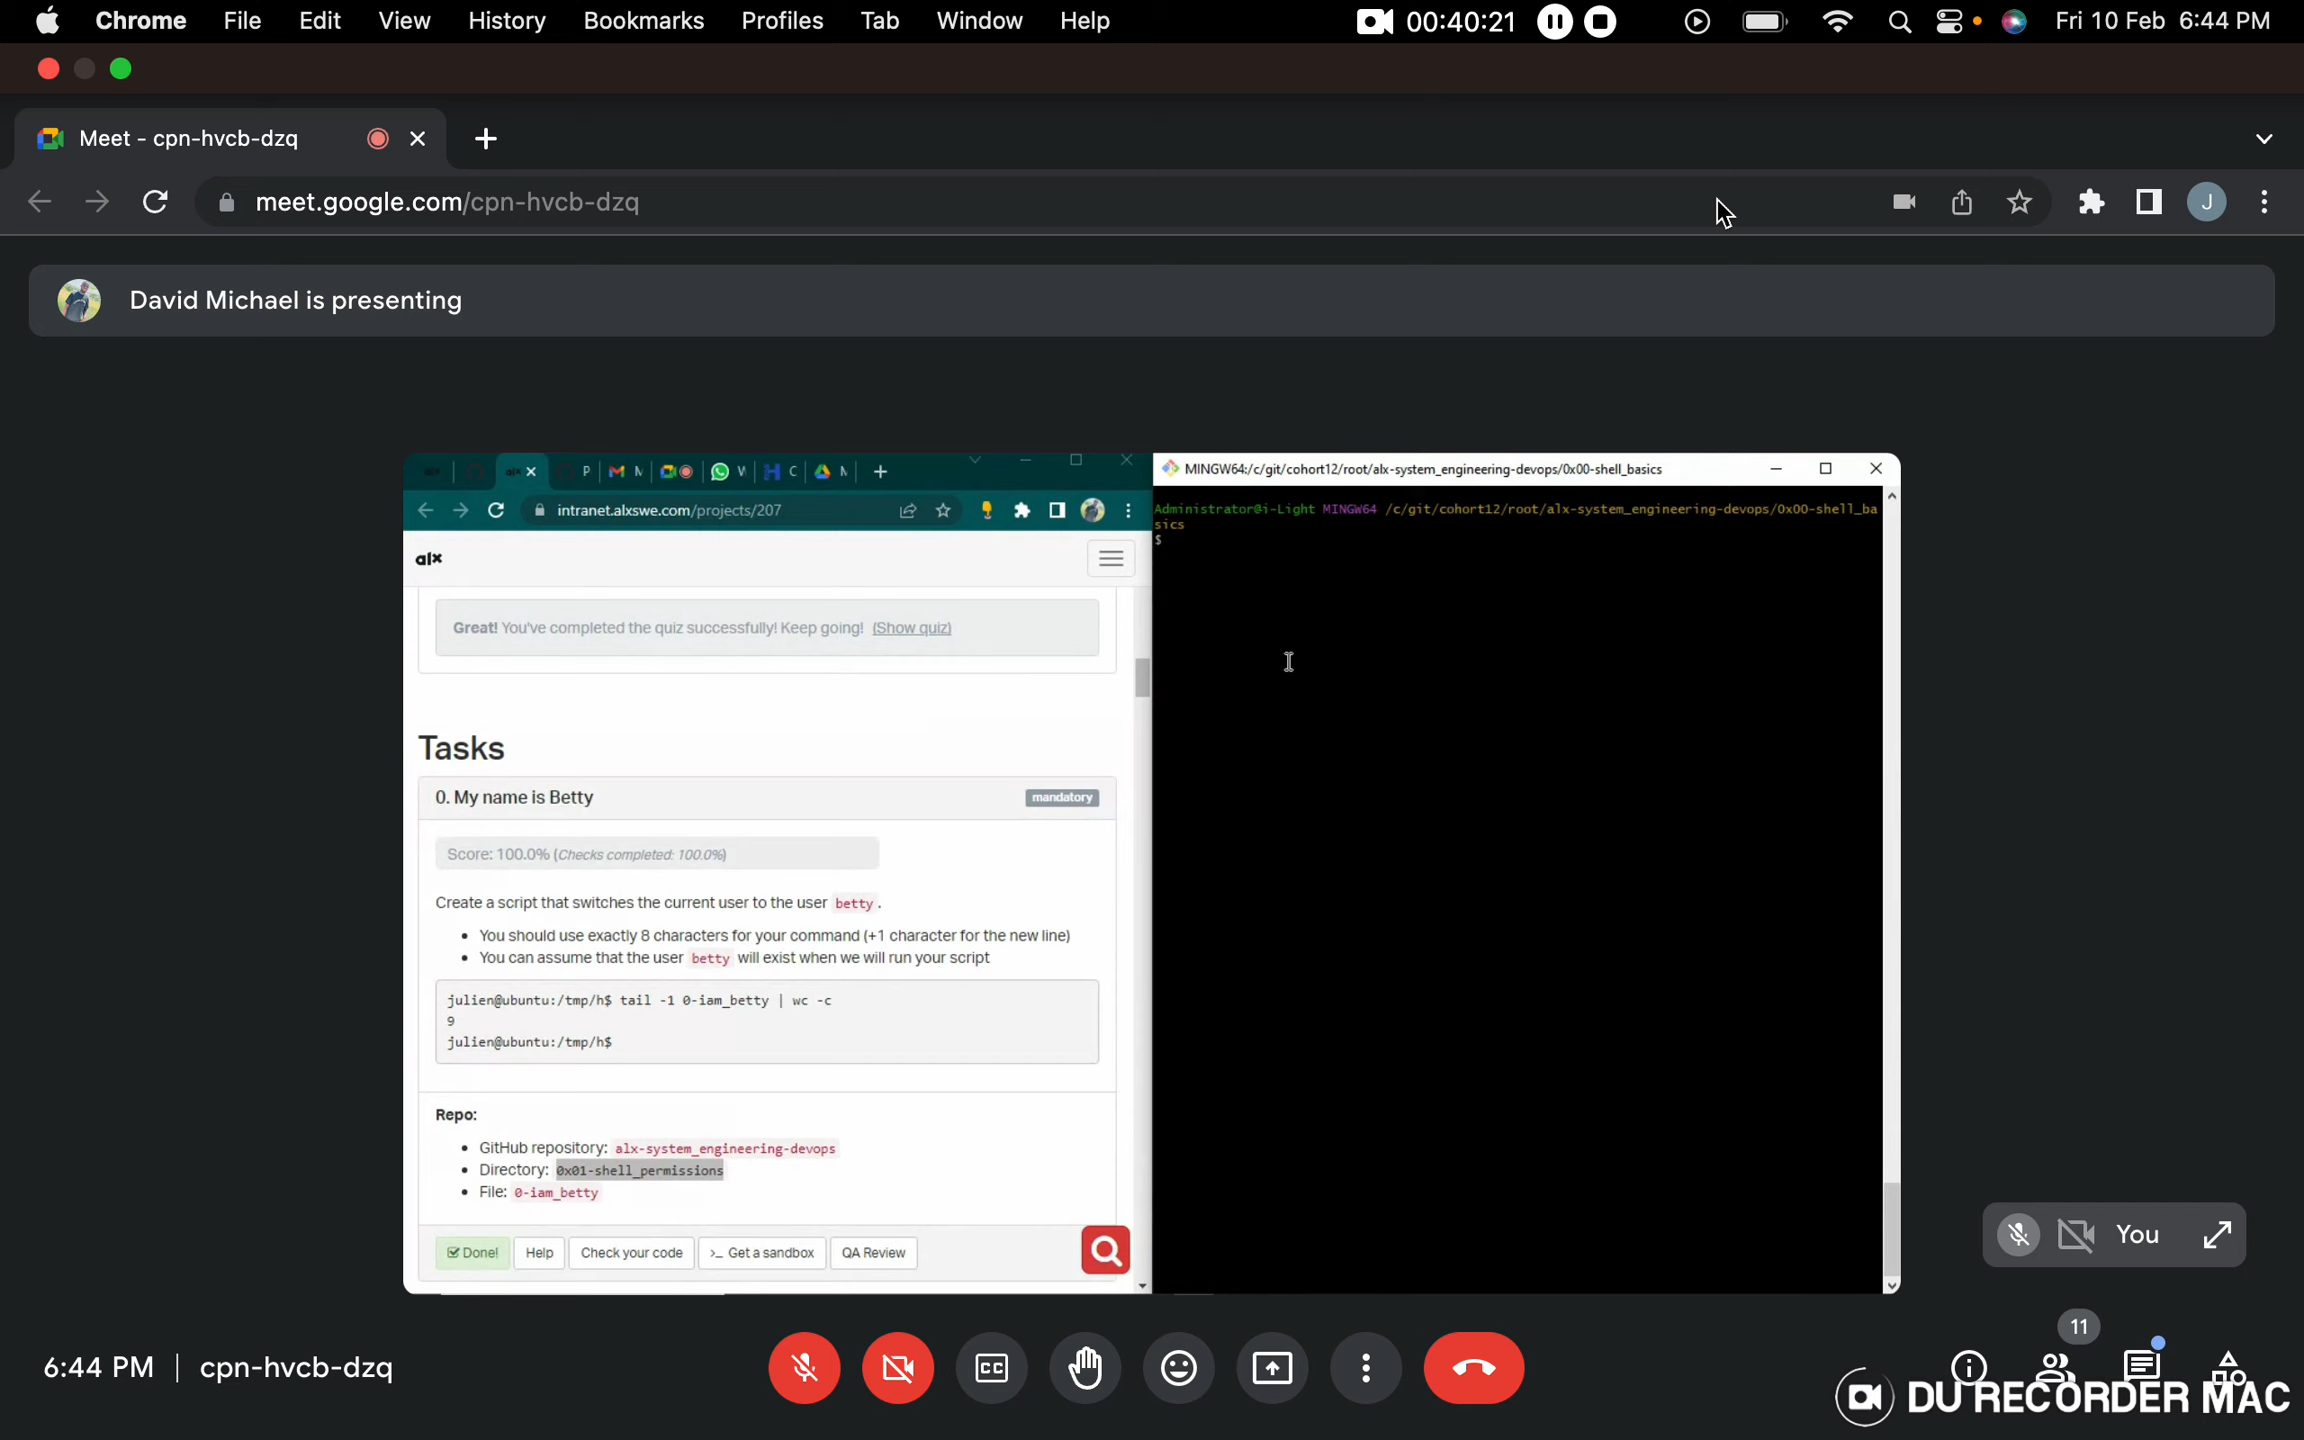 Chrome File Edit View History Bookmarks Profiles Tab Window Help 00:40:21 Fri 10 Feb 6:44 PM
Meet - cpn-hvcb-dzq
meet.google.com/cpn-hvcb-dzq J
David Michael is presenting
alx P M
MINGW64:/c/git/cohort12/root/alx-system_engineering-devops/0x00-shell_basics
intranet.alxswe.com/projects/207
Administrator@i-Light MINGW64 /c/git/cohort12/root/alx-system_engineering-devops/0x00-shell_ba
sics
$
alx
Great! You've completed the quiz successfully! Keep going! (Show quiz)
Tasks
0. My name is Betty
mandatory
Score: 100.0% (Checks completed: 100.0%)
Create a script that switches the current user to the user betty.
• You should use exactly 8 characters for your command (+1 character for the new line)
• You can assume that the user betty will exist when we will run your script
julien@ubuntu:/tmp/h$ tail -1 0-iam_betty | wc -c
9
julien@ubuntu:/tmp/h$
Repo:
• GitHub repository: alx-system_engineering-devops
• Directory: 0x01-shell_permissions
• File: 0-iam_betty
Done! Help Check your code >_ Get a sandbox QA Review
You
11
6:44 PM | cpn-hvcb-dzq
CC
DU RECORDER MAC